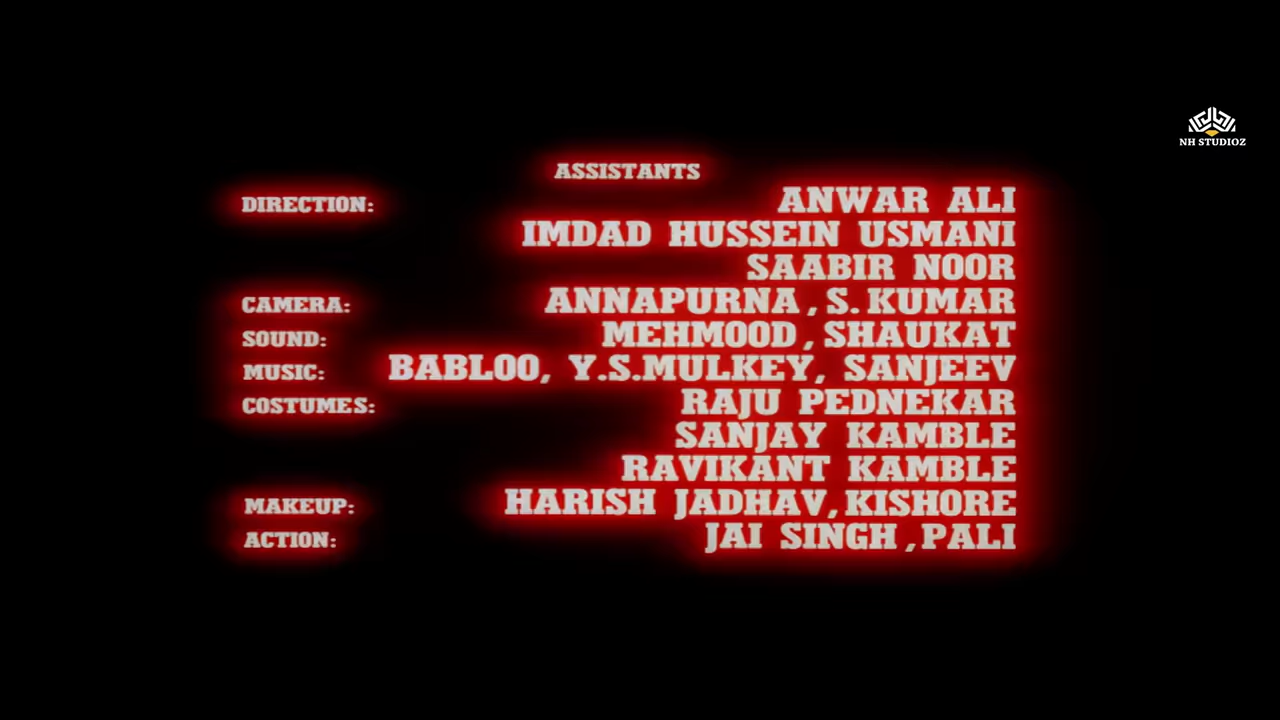 NH STUDIOZ
ASSISTANTS
DIRECTION: ANWAR ALI
IMDAD HUSSEIN USMANI
SAABIR NOOR
CAMERA: ANNAPURNA, S. KUMAR
SOUND: MEHMOOD, SHAUKAT
MUSIC: BABLOO, Y.S.MULKEY, SANJEEV
COSTUMES: RAJU PEDNEKAR
SANJAY KAMBLE
RAVIKANT KAMBLE
MAKEUP: HARISH JADHAV, KISHORE
ACTION: JAI SINGH, PALI